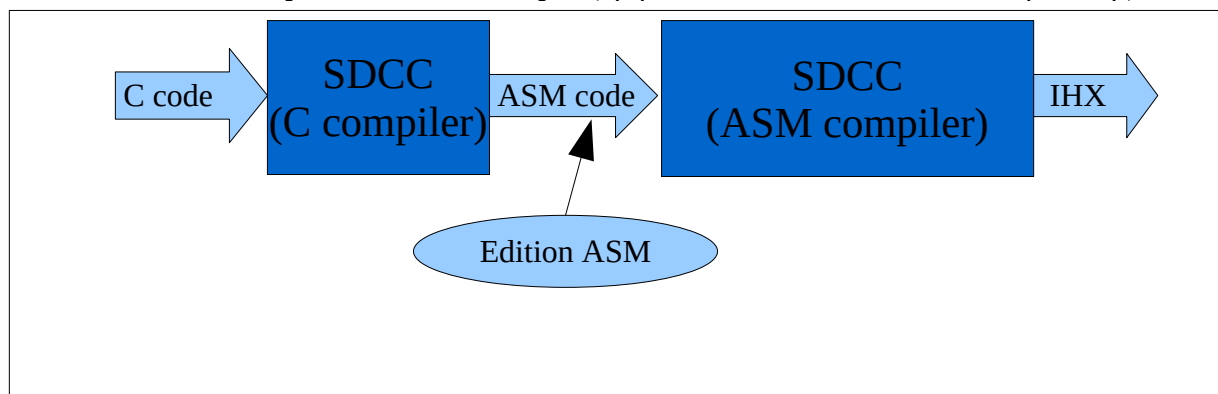 C code
SDCC
(C compiler)
ASM code
SDCC
(ASM compiler)
IHX
Edition ASM